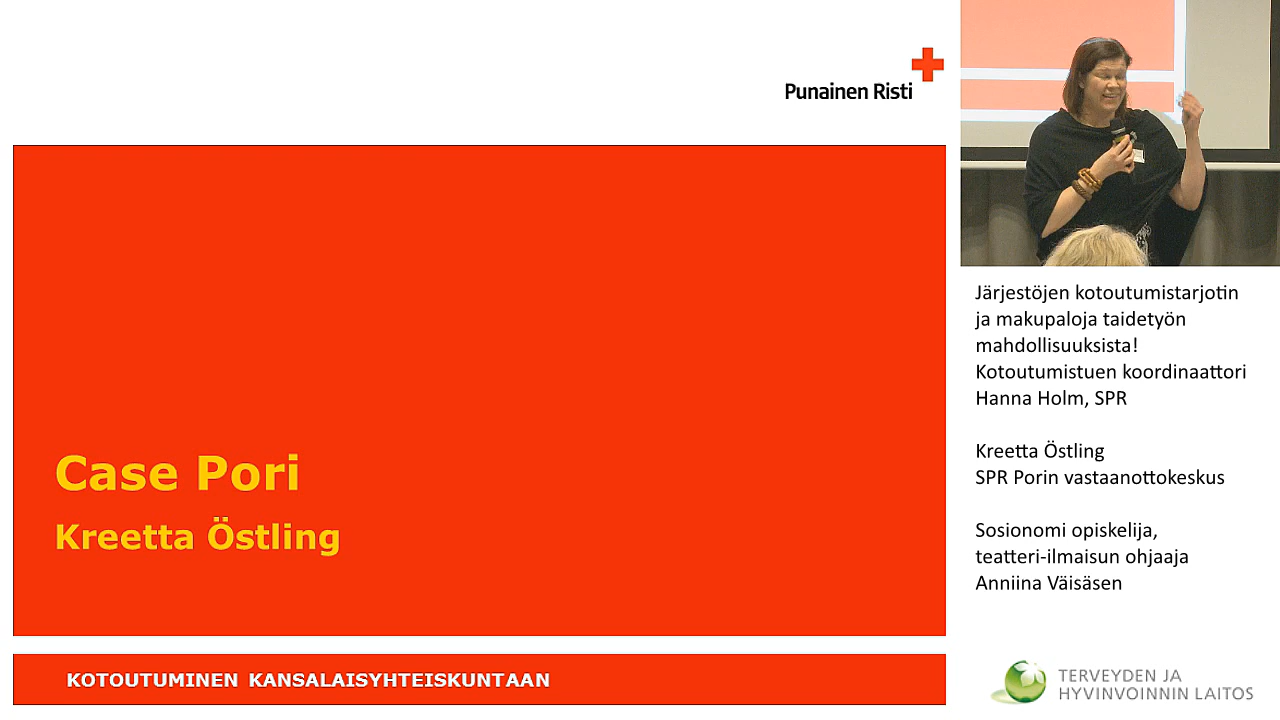 Punainen Risti
Case Pori
Kreetta Östling
KOTOUTUMINEN KANSALAISYHTEISKUNTAAN
Järjestöjen kotoutumistarjotin
ja makupaloja taidetyön
mahdollisuuksista!
Kotoutumistuen koordinaattori
Hanna Holm, SPR
Kreetta Östling
SPR Porin vastaanottokeskus
Sosionomi opiskelija,
teatteri-ilmaisun ohjaaja
Anniina Väisäsen
TERVEYDEN JA
HYVINVOINNIN LAITOS